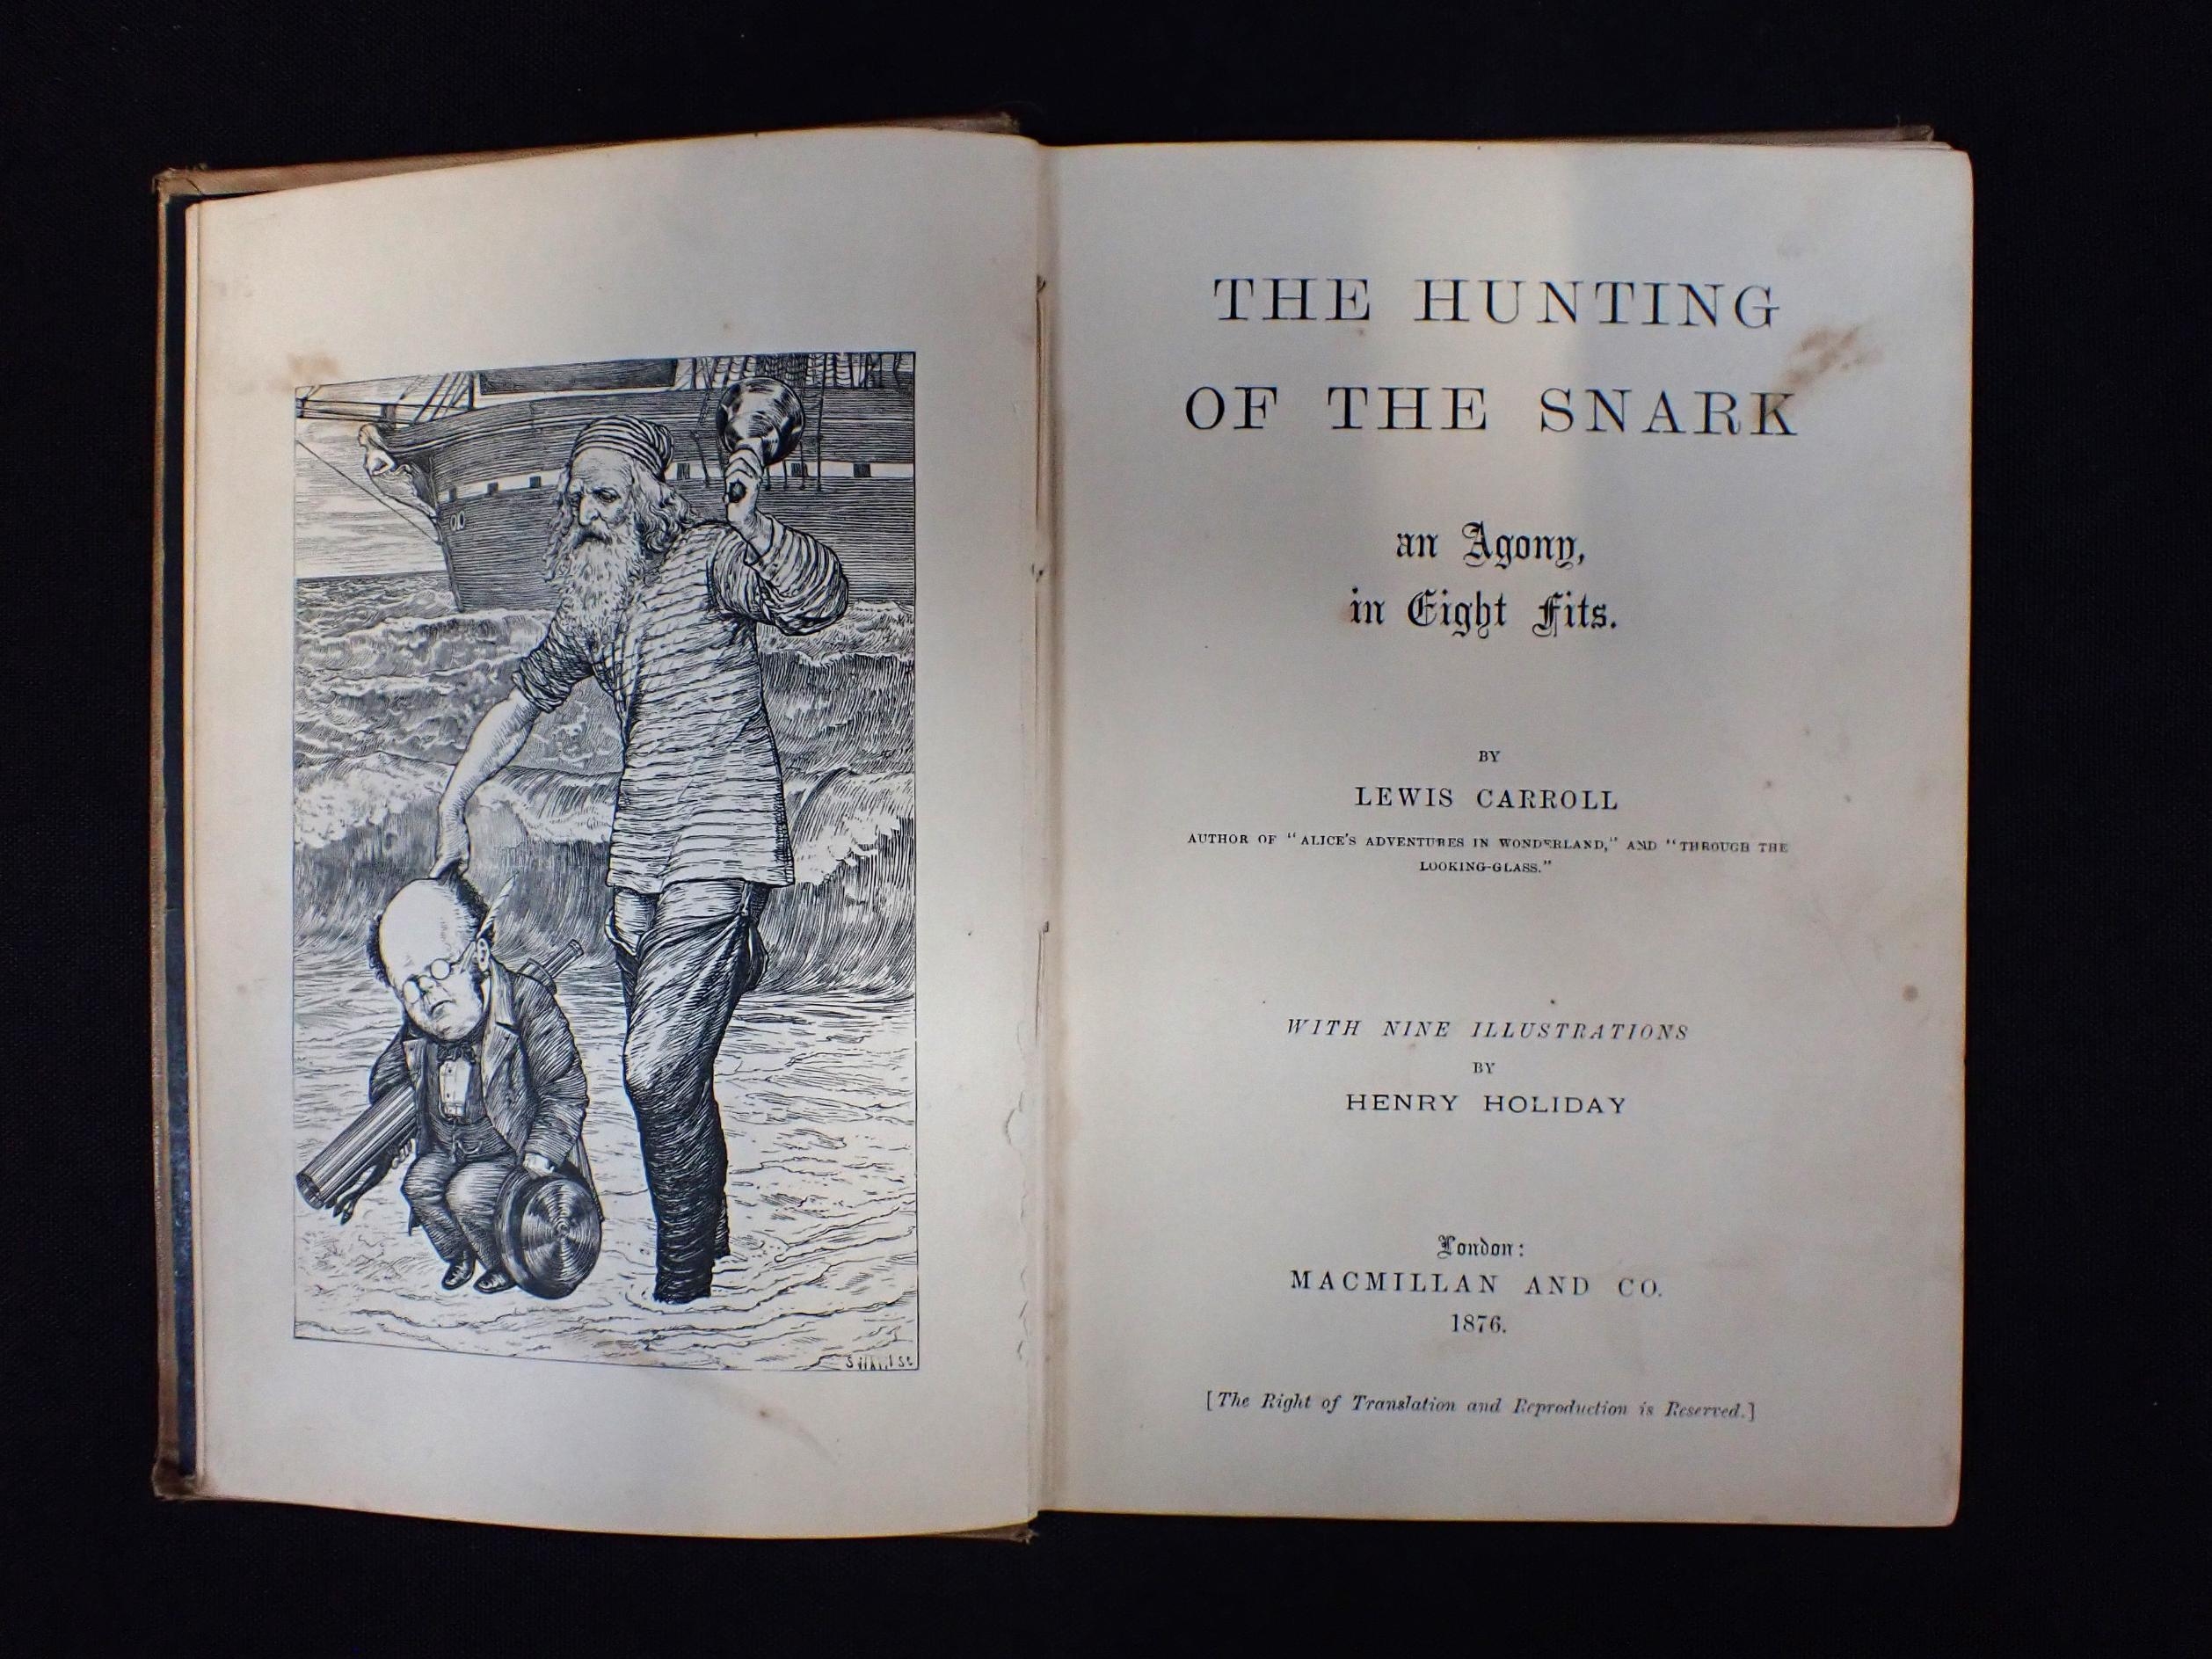 THE HUNTING
OF THE SNARK
an Agony,
in Eight Fits.
BY
LEWIS CARROLL
AUTHOR OF "ALICE'S ADVENTURES IN WONDERLAND," AND "THROUGH THE
LOOKING-GLASS."
WITH NINE ILLUSTRATIONS
BY
HENRY HOLIDAY
London:
MACMILLAN AND CO.
1876.
[The Right of Translation and Reproduction is Reserved.]